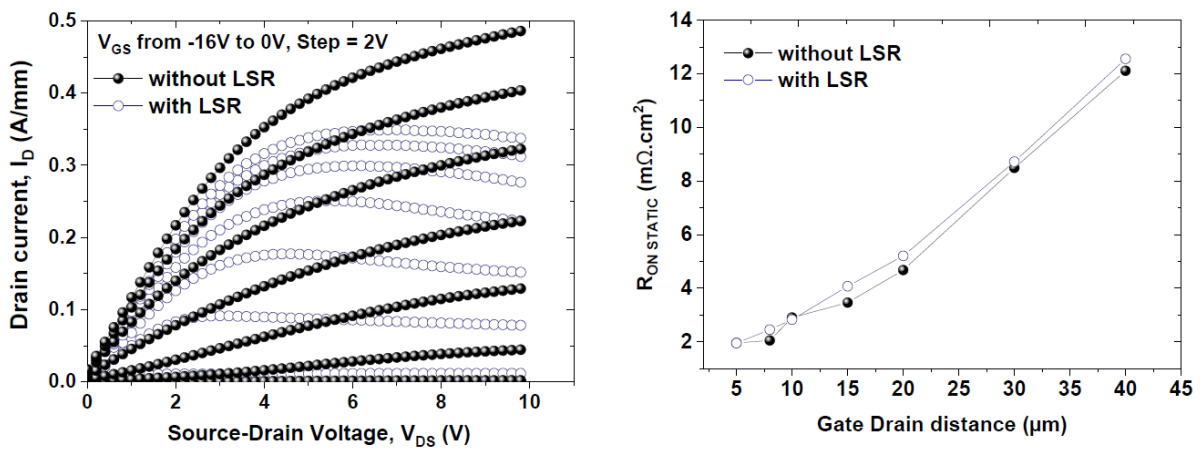 V_GS from -16V to 0V, Step = 2V
without LSR
with LSR
Drain current, I_D (A/mm)
0.5
0.4
0.3
0.2
0.1
0.0
0 2 4 6 8 10
Source-Drain Voltage, V_DS (V)
without LSR
with LSR
R_ON STATIC (mΩ.cm²)
14
12
10
8
6
4
2
5 10 15 20 25 30 35 40 45
Gate Drain distance (µm)